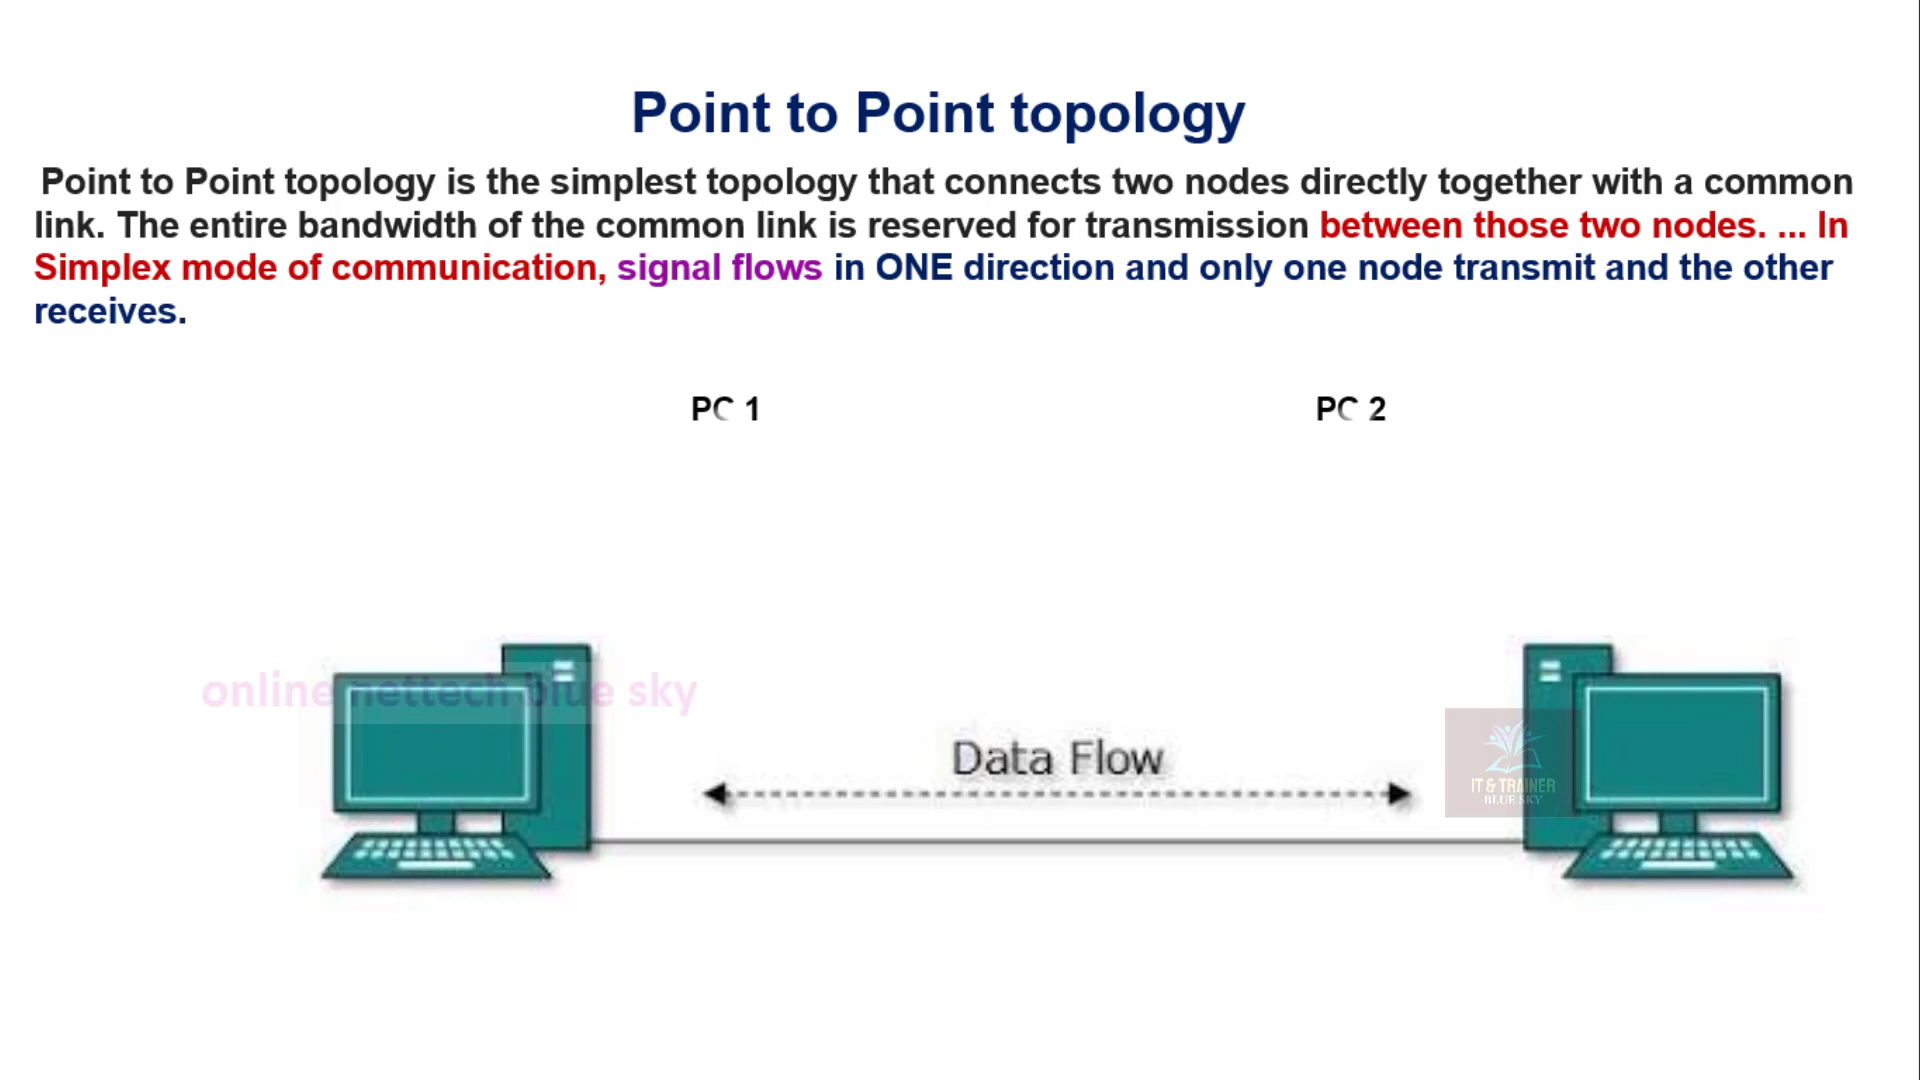 Point to Point topology
Point to Point topology is the simplest topology that connects two nodes directly together with a common
link. The entire bandwidth of the common link is reserved for transmission between those two nodes. ... In
Simplex mode of communication, signal flows in ONE direction and only one node transmit and the other
receives.
PC 1 PC 2
online nettech blue sky
Data Flow
IT & TRAINER
BLUE SKY